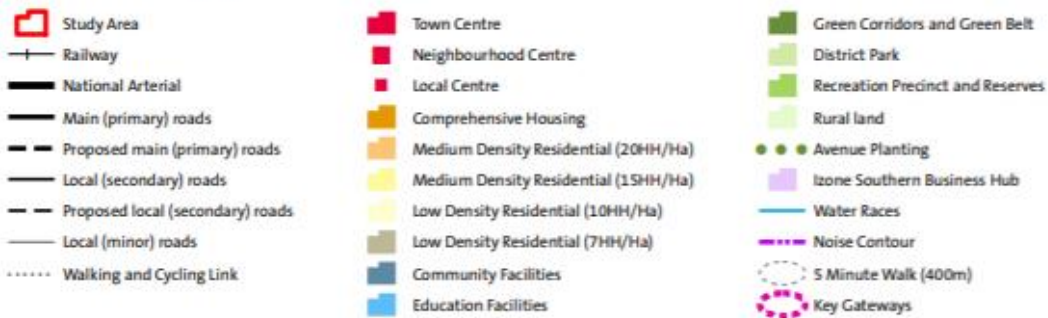 Study Area
Railway
National Arterial
Main (primary) roads
Proposed main (primary) roads
Local (secondary) roads
Proposed local (secondary) roads
Local (minor) roads
Walking and Cycling Link
Town Centre
Neighbourhood Centre
Local Centre
Comprehensive Housing
Medium Density Residential (20HH/Ha)
Medium Density Residential (15HH/Ha)
Low Density Residential (10HH/Ha)
Low Density Residential (7HH/Ha)
Community Facilities
Education Facilities
Green Corridors and Green Belt
District Park
Recreation Precinct and Reserves
Rural land
Avenue Planting
Izone Southern Business Hub
Water Races
Noise Contour
5 Minute Walk (400m)
Key Gateways